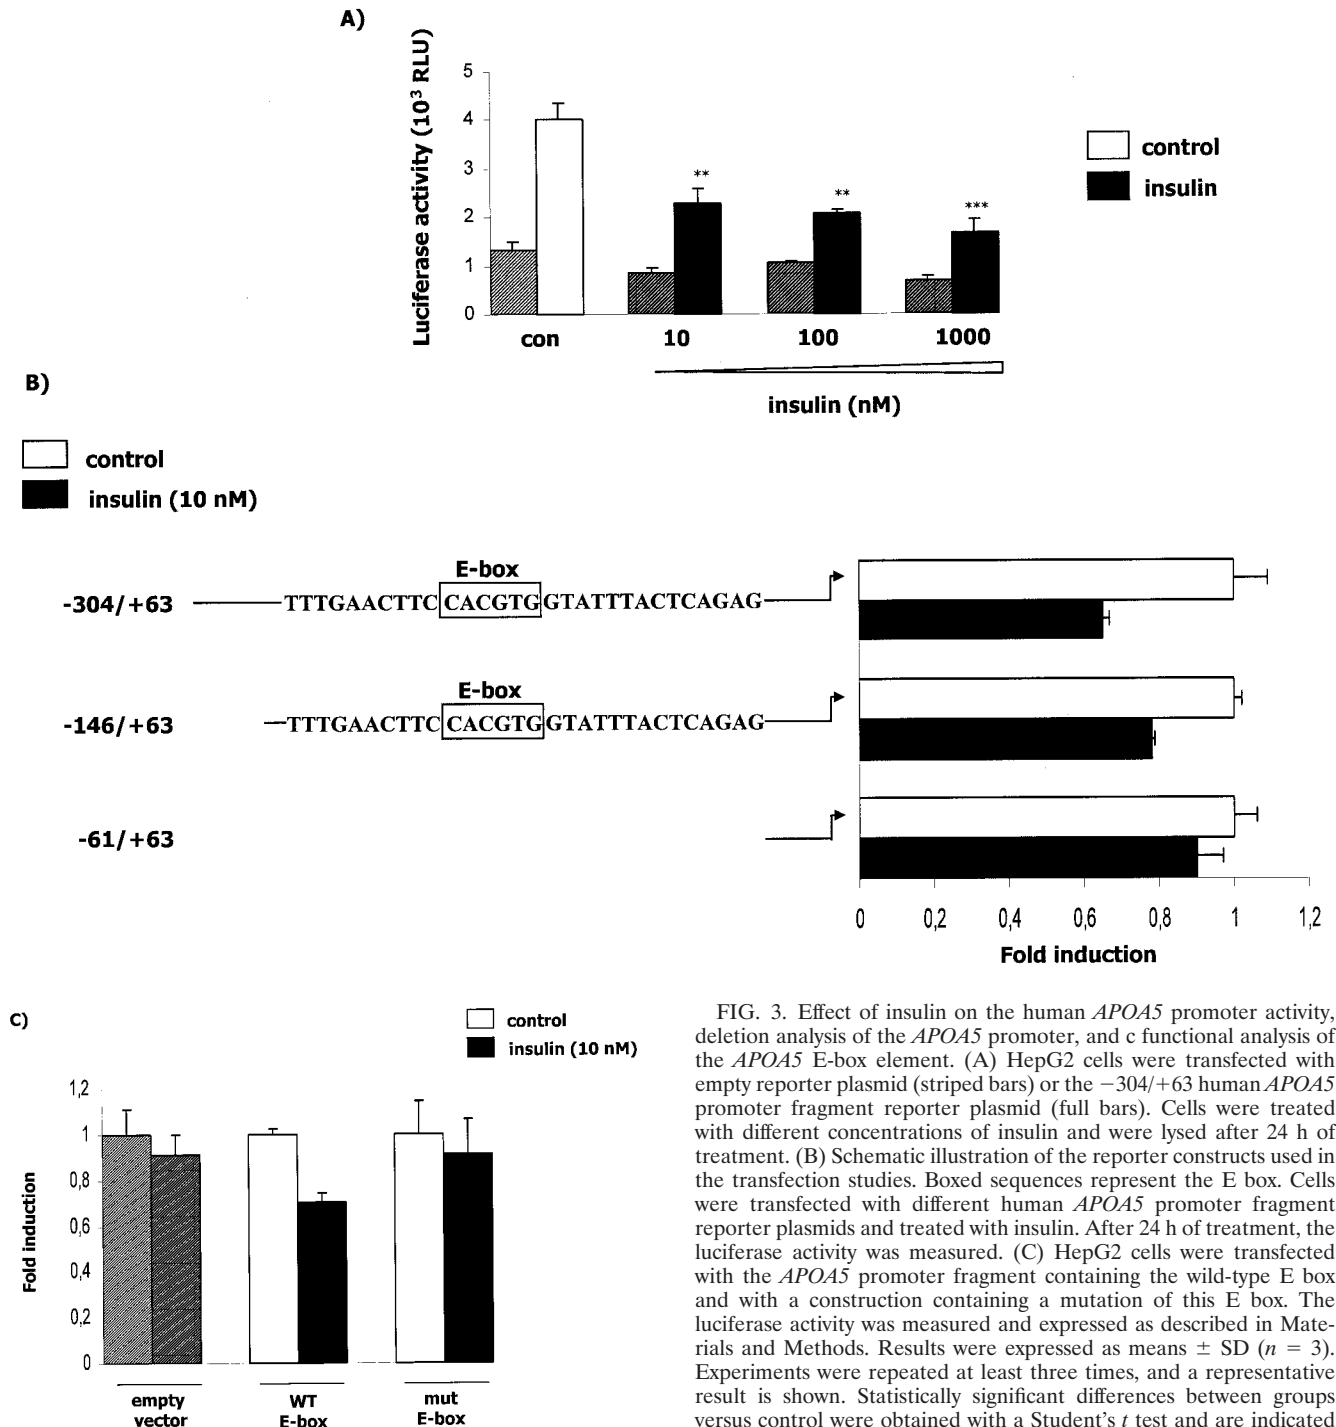 A)
Luciferase activity (10³ RLU)
5
4
3
2
1
0
**
**
***
con
10
100
1000
insulin (nM)
control
insulin
B)
control
insulin (10 nM)
E-box
-304/+63
TTTGAACTTCCACGTGGTATTTACTCAGAG
E-box
-146/+63
TTTGAACTTCCACGTGGTATTTACTCAGAG
-61/+63
0
0,2
0,4
0,6
0,8
1
1,2
Fold induction
C)
control
insulin (10 nM)
Fold induction
1,2
1
0,8
0,6
0,4
0,2
0
empty
vector
WT
E-box
mut
E-box
FIG. 3. Effect of insulin on the human APOA5 promoter activity,
deletion analysis of the APOA5 promoter, and c functional analysis of
the APOA5 E-box element. (A) HepG2 cells were transfected with
empty reporter plasmid (striped bars) or the −304/+63 human APOA5
promoter fragment reporter plasmid (full bars). Cells were treated
with different concentrations of insulin and were lysed after 24 h of
treatment. (B) Schematic illustration of the reporter constructs used in
the transfection studies. Boxed sequences represent the E box. Cells
were transfected with different human APOA5 promoter fragment
reporter plasmids and treated with insulin. After 24 h of treatment, the
luciferase activity was measured. (C) HepG2 cells were transfected
with the APOA5 promoter fragment containing the wild-type E box
and with a construction containing a mutation of this E box. The
luciferase activity was measured and expressed as described in Mate-
rials and Methods. Results were expressed as means ± SD (n = 3).
Experiments were repeated at least three times, and a representative
result is shown. Statistically significant differences between groups
versus control were obtained with a Student's t test and are indicated